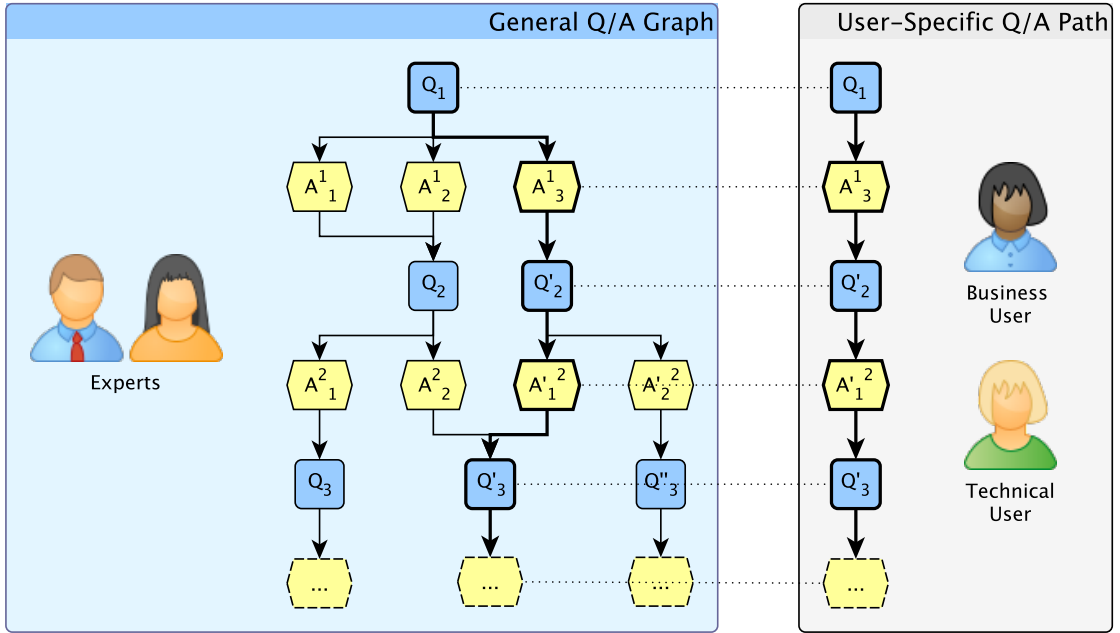 General Q/A Graph
User-Specific Q/A Path
Q1
Q1
A¹1
A¹2
A¹3
A¹3
Q2
Q'2
Q'2
Business
User
Experts
A²1
A²2
A'1²
A'2²
A'1²
Q3
Q'3
Q''3
Q'3
Technical
User
...
...
...
...